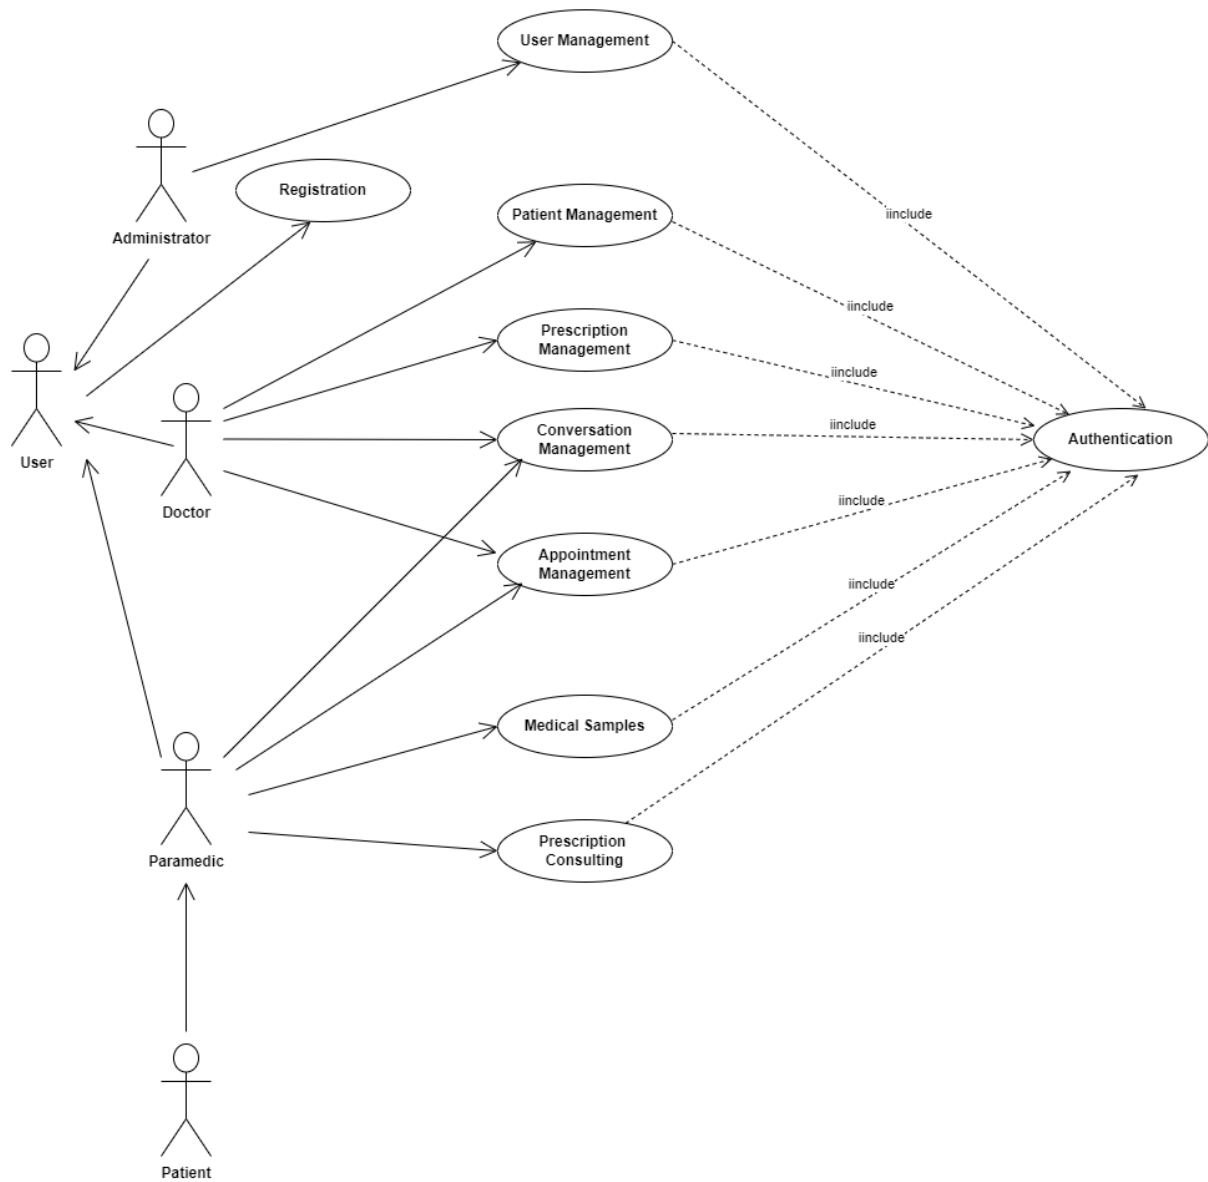 User Management
Administrator
Registration
Patient Management
iinclude
iinclude
Prescription
Management
iinclude
User
Doctor
Conversation
Management
iinclude
Authentication
Appointment
Management
iinclude
iinclude
iinclude
Medical Samples
Paramedic
Prescription
Consulting
Patient